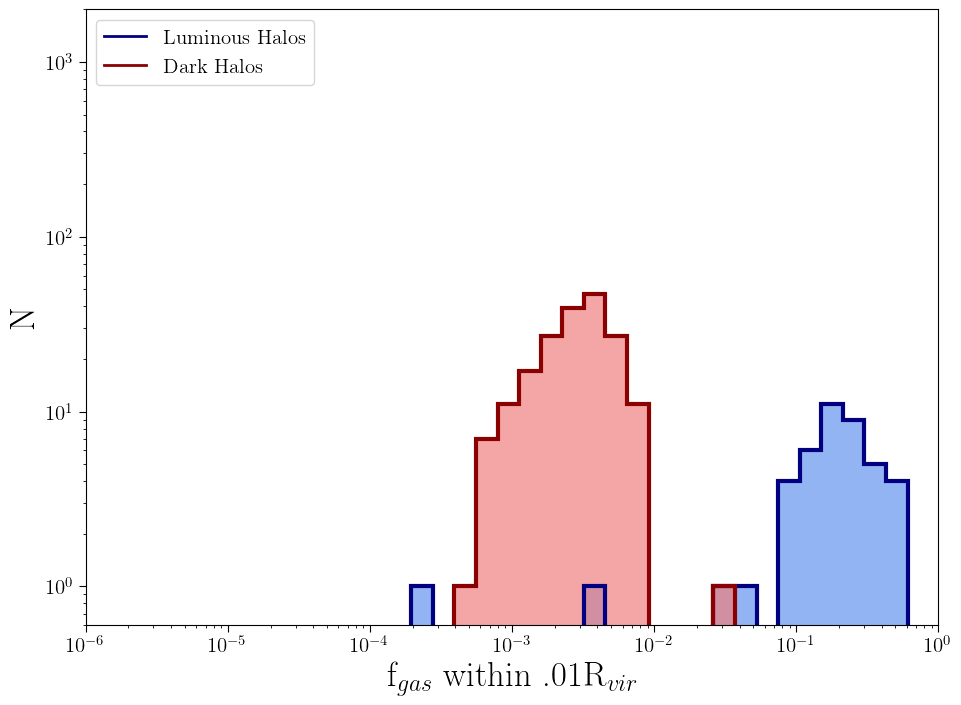 Luminous Halos
Dark Halos
N
10³
10²
10¹
10⁰
10⁻⁶ 10⁻⁵ 10⁻⁴ 10⁻³ 10⁻² 10⁻¹ 10⁰
f_gas within .01R_vir